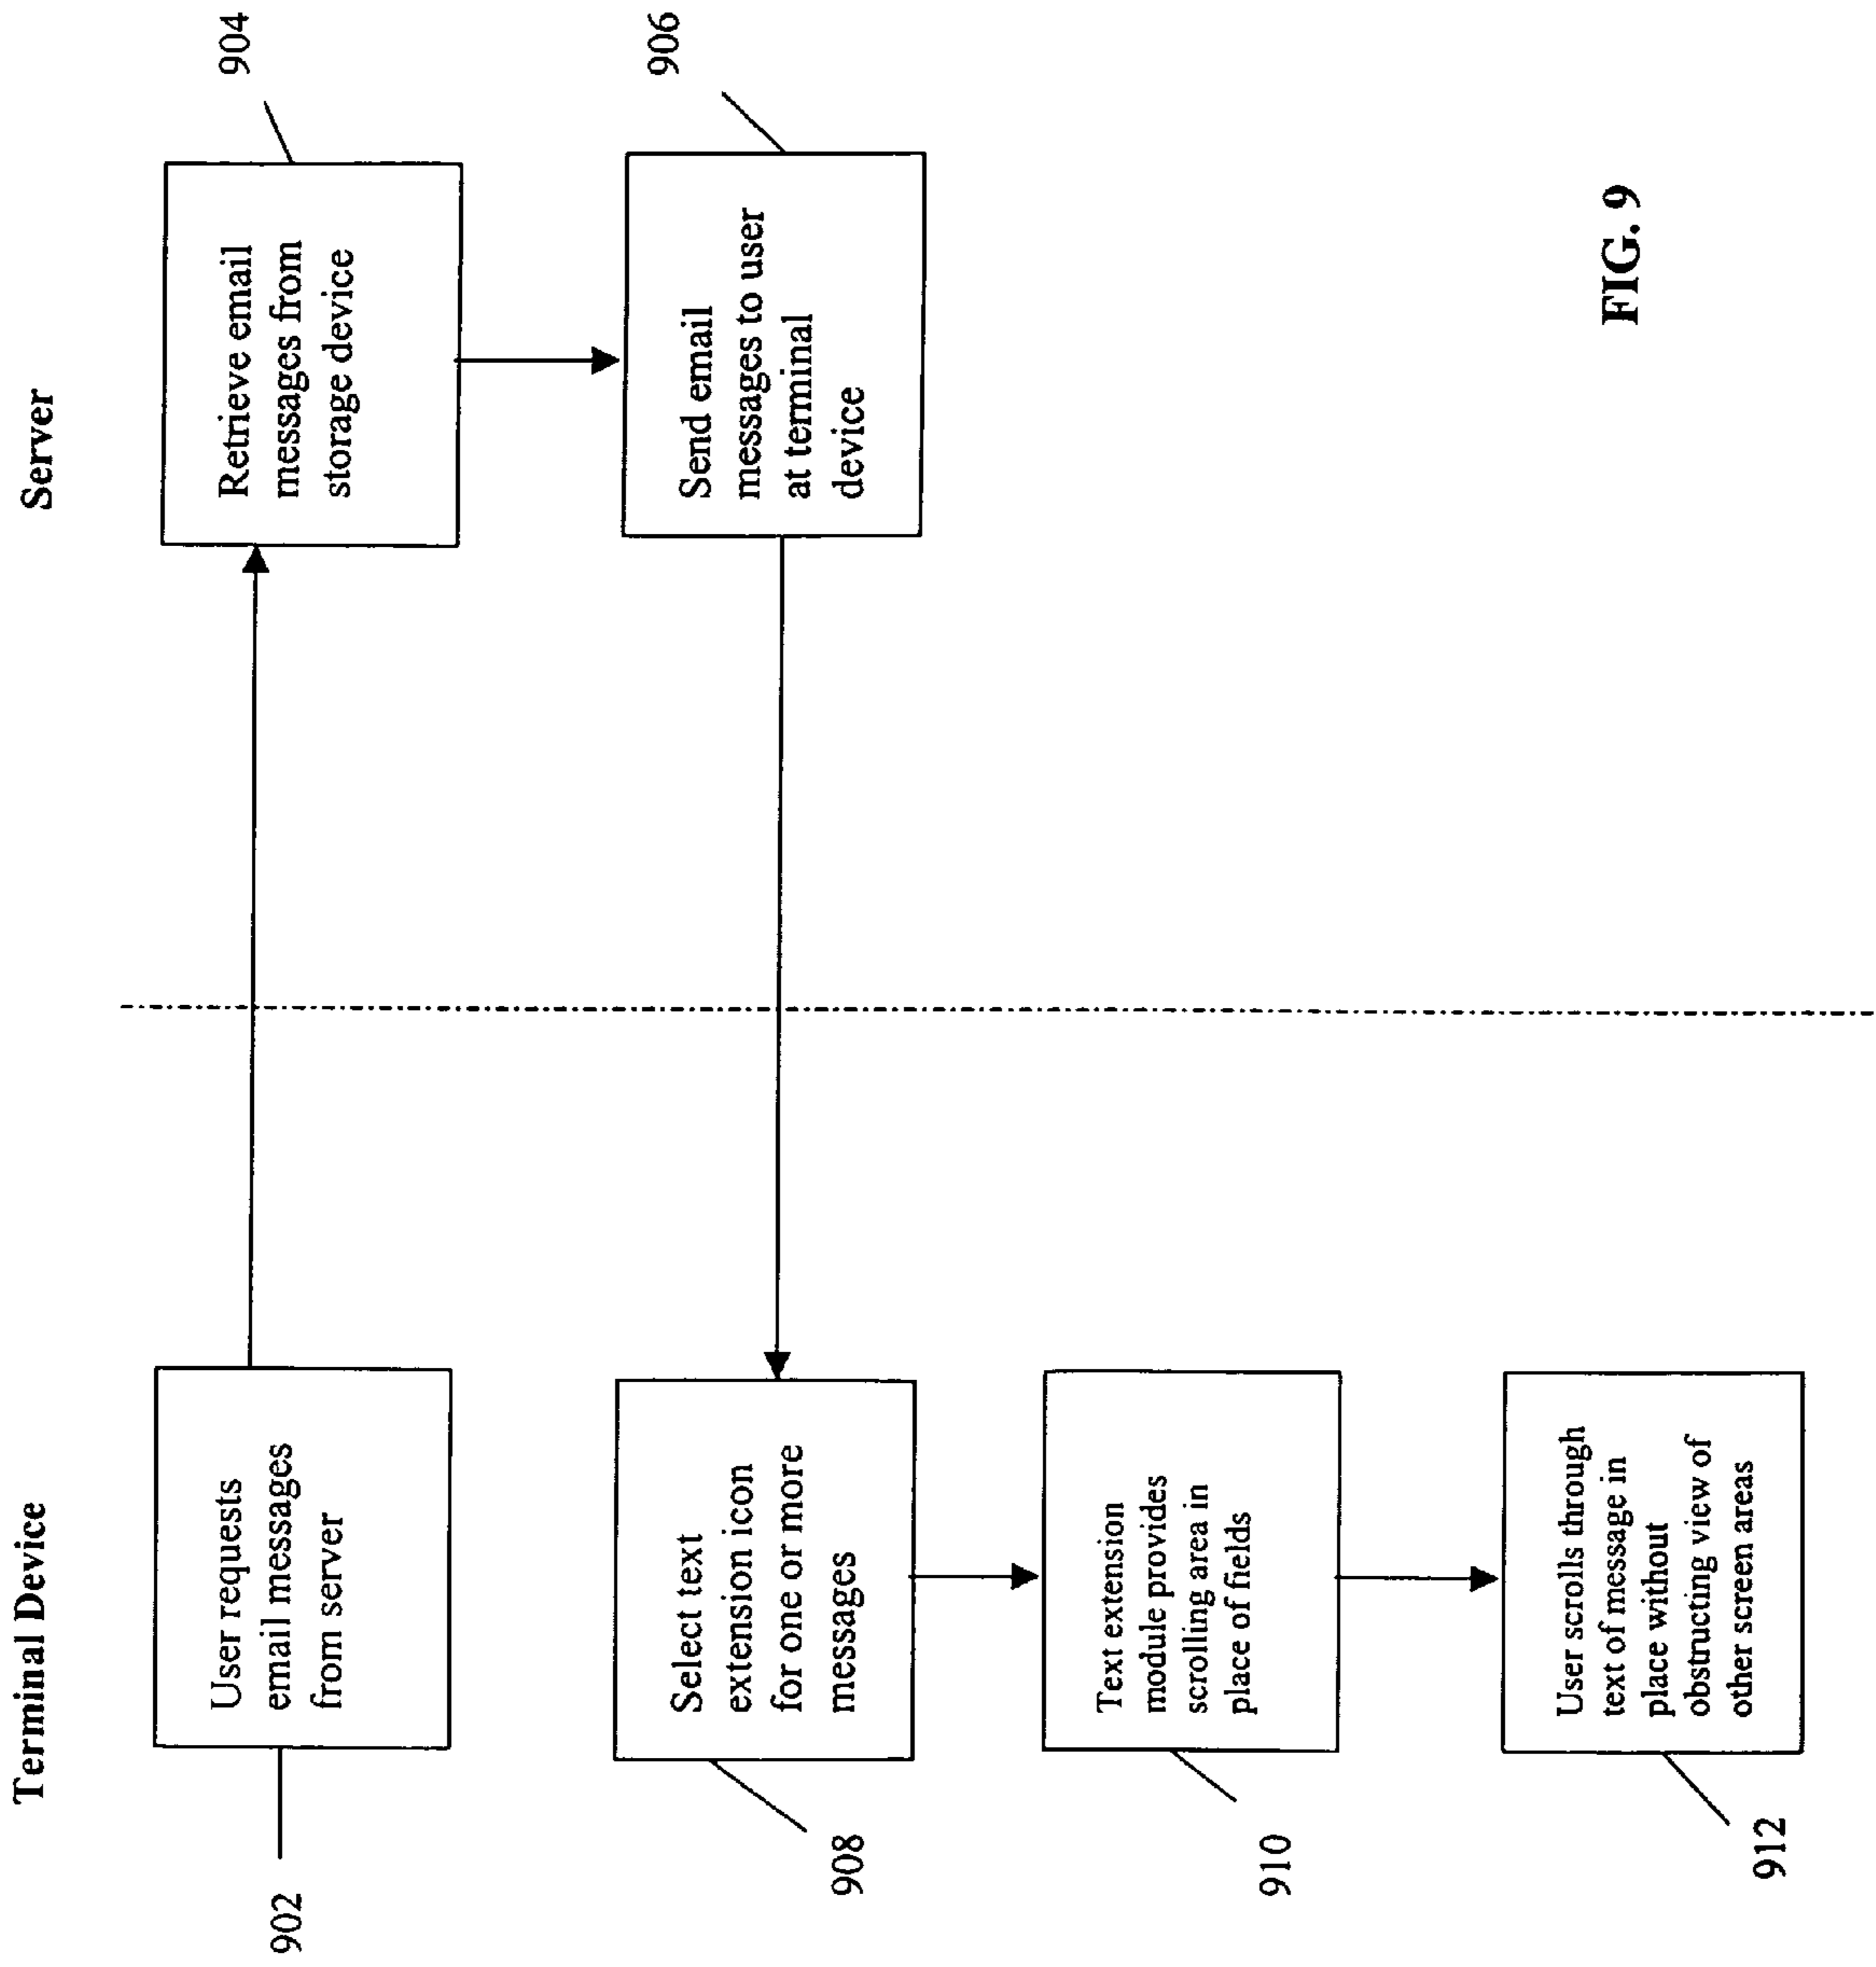 Terminal Device
Server
902
User requests
email messages
from server
904
Retrieve email
messages from
storage device
906
Send email
messages to user
at terminal
device
908
Select text
extension icon
for one or more
messages
910
Text extension
module provides
scrolling area in
place of fields
912
User scrolls through
text of message in
place without
obstructing view of
other screen areas
FIG. 9